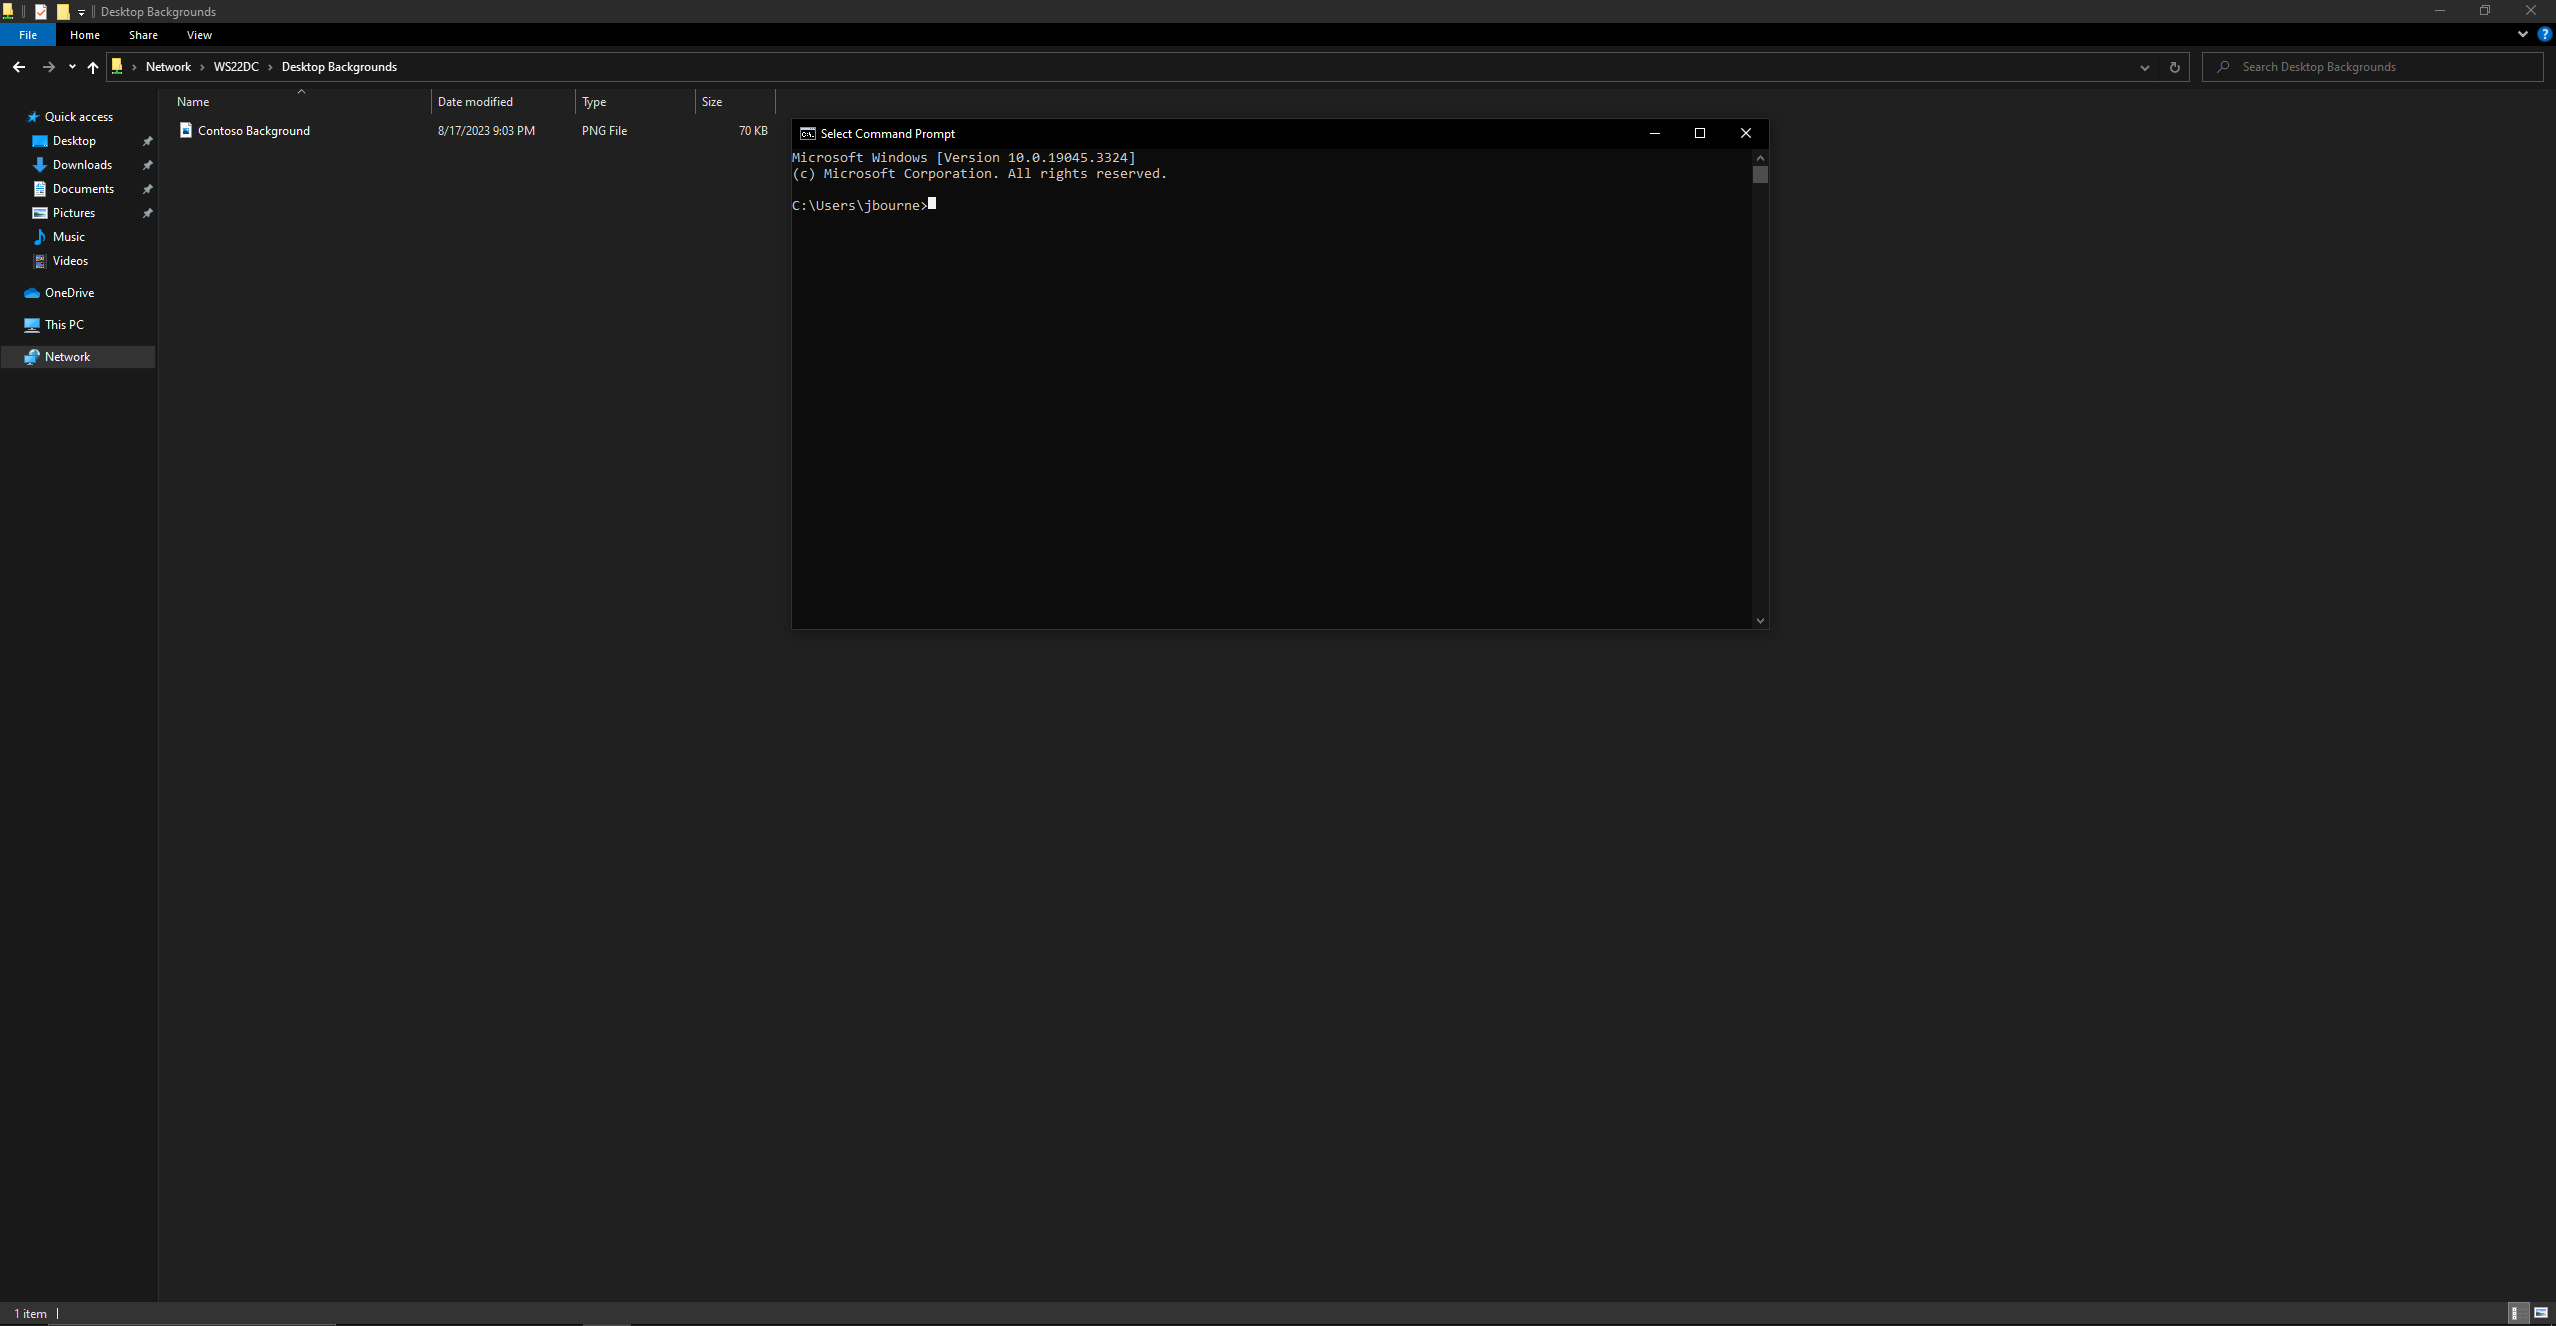 Desktop Backgrounds
File Home Share View
Network WS22DC Desktop Backgrounds
Search Desktop Backgrounds
Name Date modified Type Size
Contoso Background 8/17/2023 9:03 PM PNG File 70 KB
Quick access
Desktop
Downloads
Documents
Pictures
Music
Videos
OneDrive
This PC
Network
Select Command Prompt
Microsoft Windows [Version 10.0.19045.3324]
(c) Microsoft Corporation. All rights reserved.
C:\Users\jbourne>
1 item